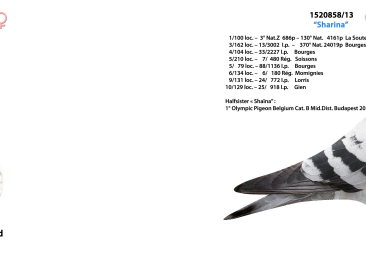 1520858/13
“Sharina”
1/100 loc. – 3° Nat.Z 686p – 130° Nat. 4161p La Soute
3/162 loc. – 13/3002 I.p. – 370° Nat. 24019p Bourges
4/104 loc. – 33/2227 I.p. Bourges
5/210 loc. – 7/ 480 Rég. Soissons
5/ 79 loc. – 88/1136 I.p. Bourges
6/134 loc. – 6/ 180 Rég. Momignies
9/131 loc. – 24/ 772 I.p. Lorris
10/129 loc. – 25/ 918 I.p. Gien
Halfsister « Shaina” :
1° Olympic Pigeon Belgium Cat. B Mid.Dist. Budapest 20
d